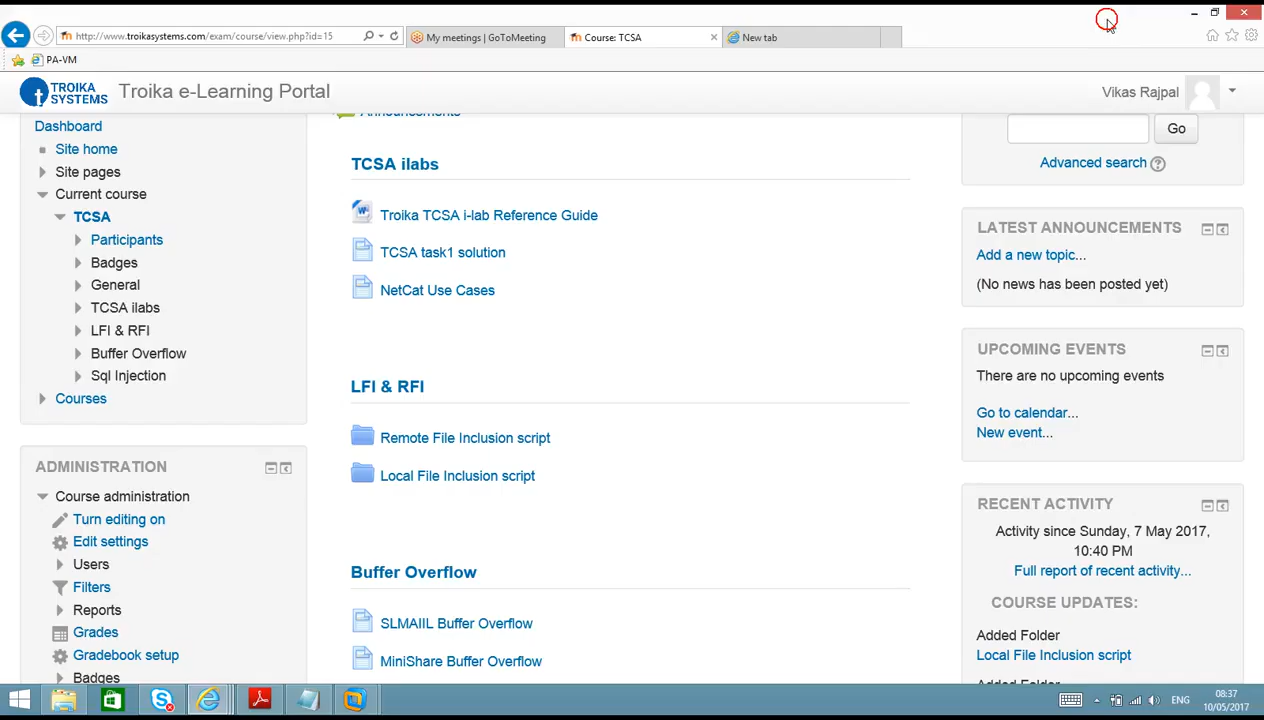 http://www.troikasystems.com/exam/course/view.php?id=15
My meetings | GoToMeeting
Course: TCSA
New tab
PA-VM
TROIKA
SYSTEMS
Troika e-Learning Portal
Vikas Rajpal
Dashboard
Site home
Site pages
Current course
TCSA
Participants
Badges
General
TCSA ilabs
LFI & RFI
Buffer Overflow
Sql Injection
Courses
ADMINISTRATION
Course administration
Turn editing on
Edit settings
Users
Filters
Reports
Grades
Gradebook setup
Badges
Announcements
TCSA ilabs
Troika TCSA i-lab Reference Guide
TCSA task1 solution
NetCat Use Cases
LFI & RFI
Remote File Inclusion script
Local File Inclusion script
Buffer Overflow
SLMAIIL Buffer Overflow
MiniShare Buffer Overflow
Go
Advanced search
LATEST ANNOUNCEMENTS
Add a new topic...
(No news has been posted yet)
UPCOMING EVENTS
There are no upcoming events
Go to calendar...
New event...
RECENT ACTIVITY
Activity since Sunday, 7 May 2017,
10:40 PM
Full report of recent activity...
COURSE UPDATES:
Added Folder
Local File Inclusion script
Added Folder
ENG
08:37
10/05/2017